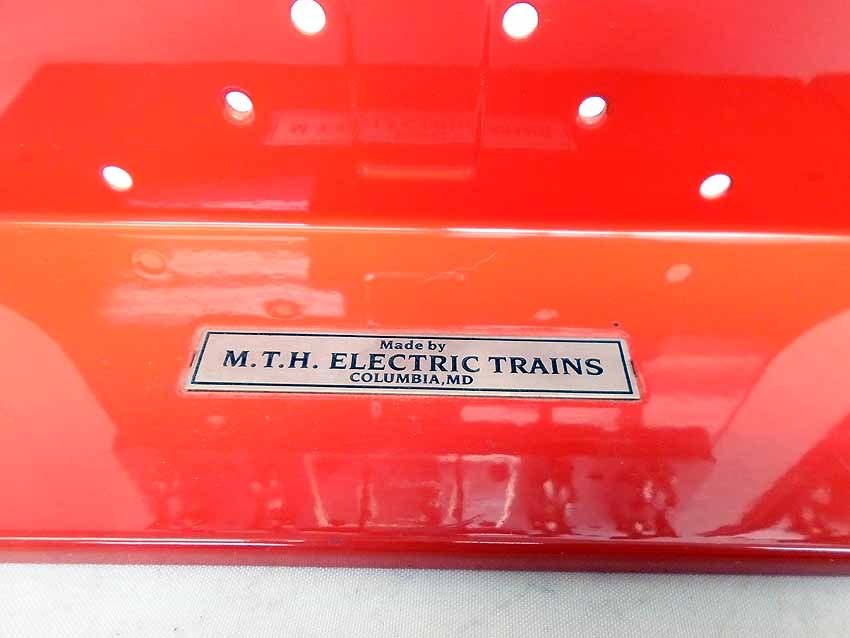 Made by
M.T.H. ELECTRIC TRAINS
COLUMBIA,MD